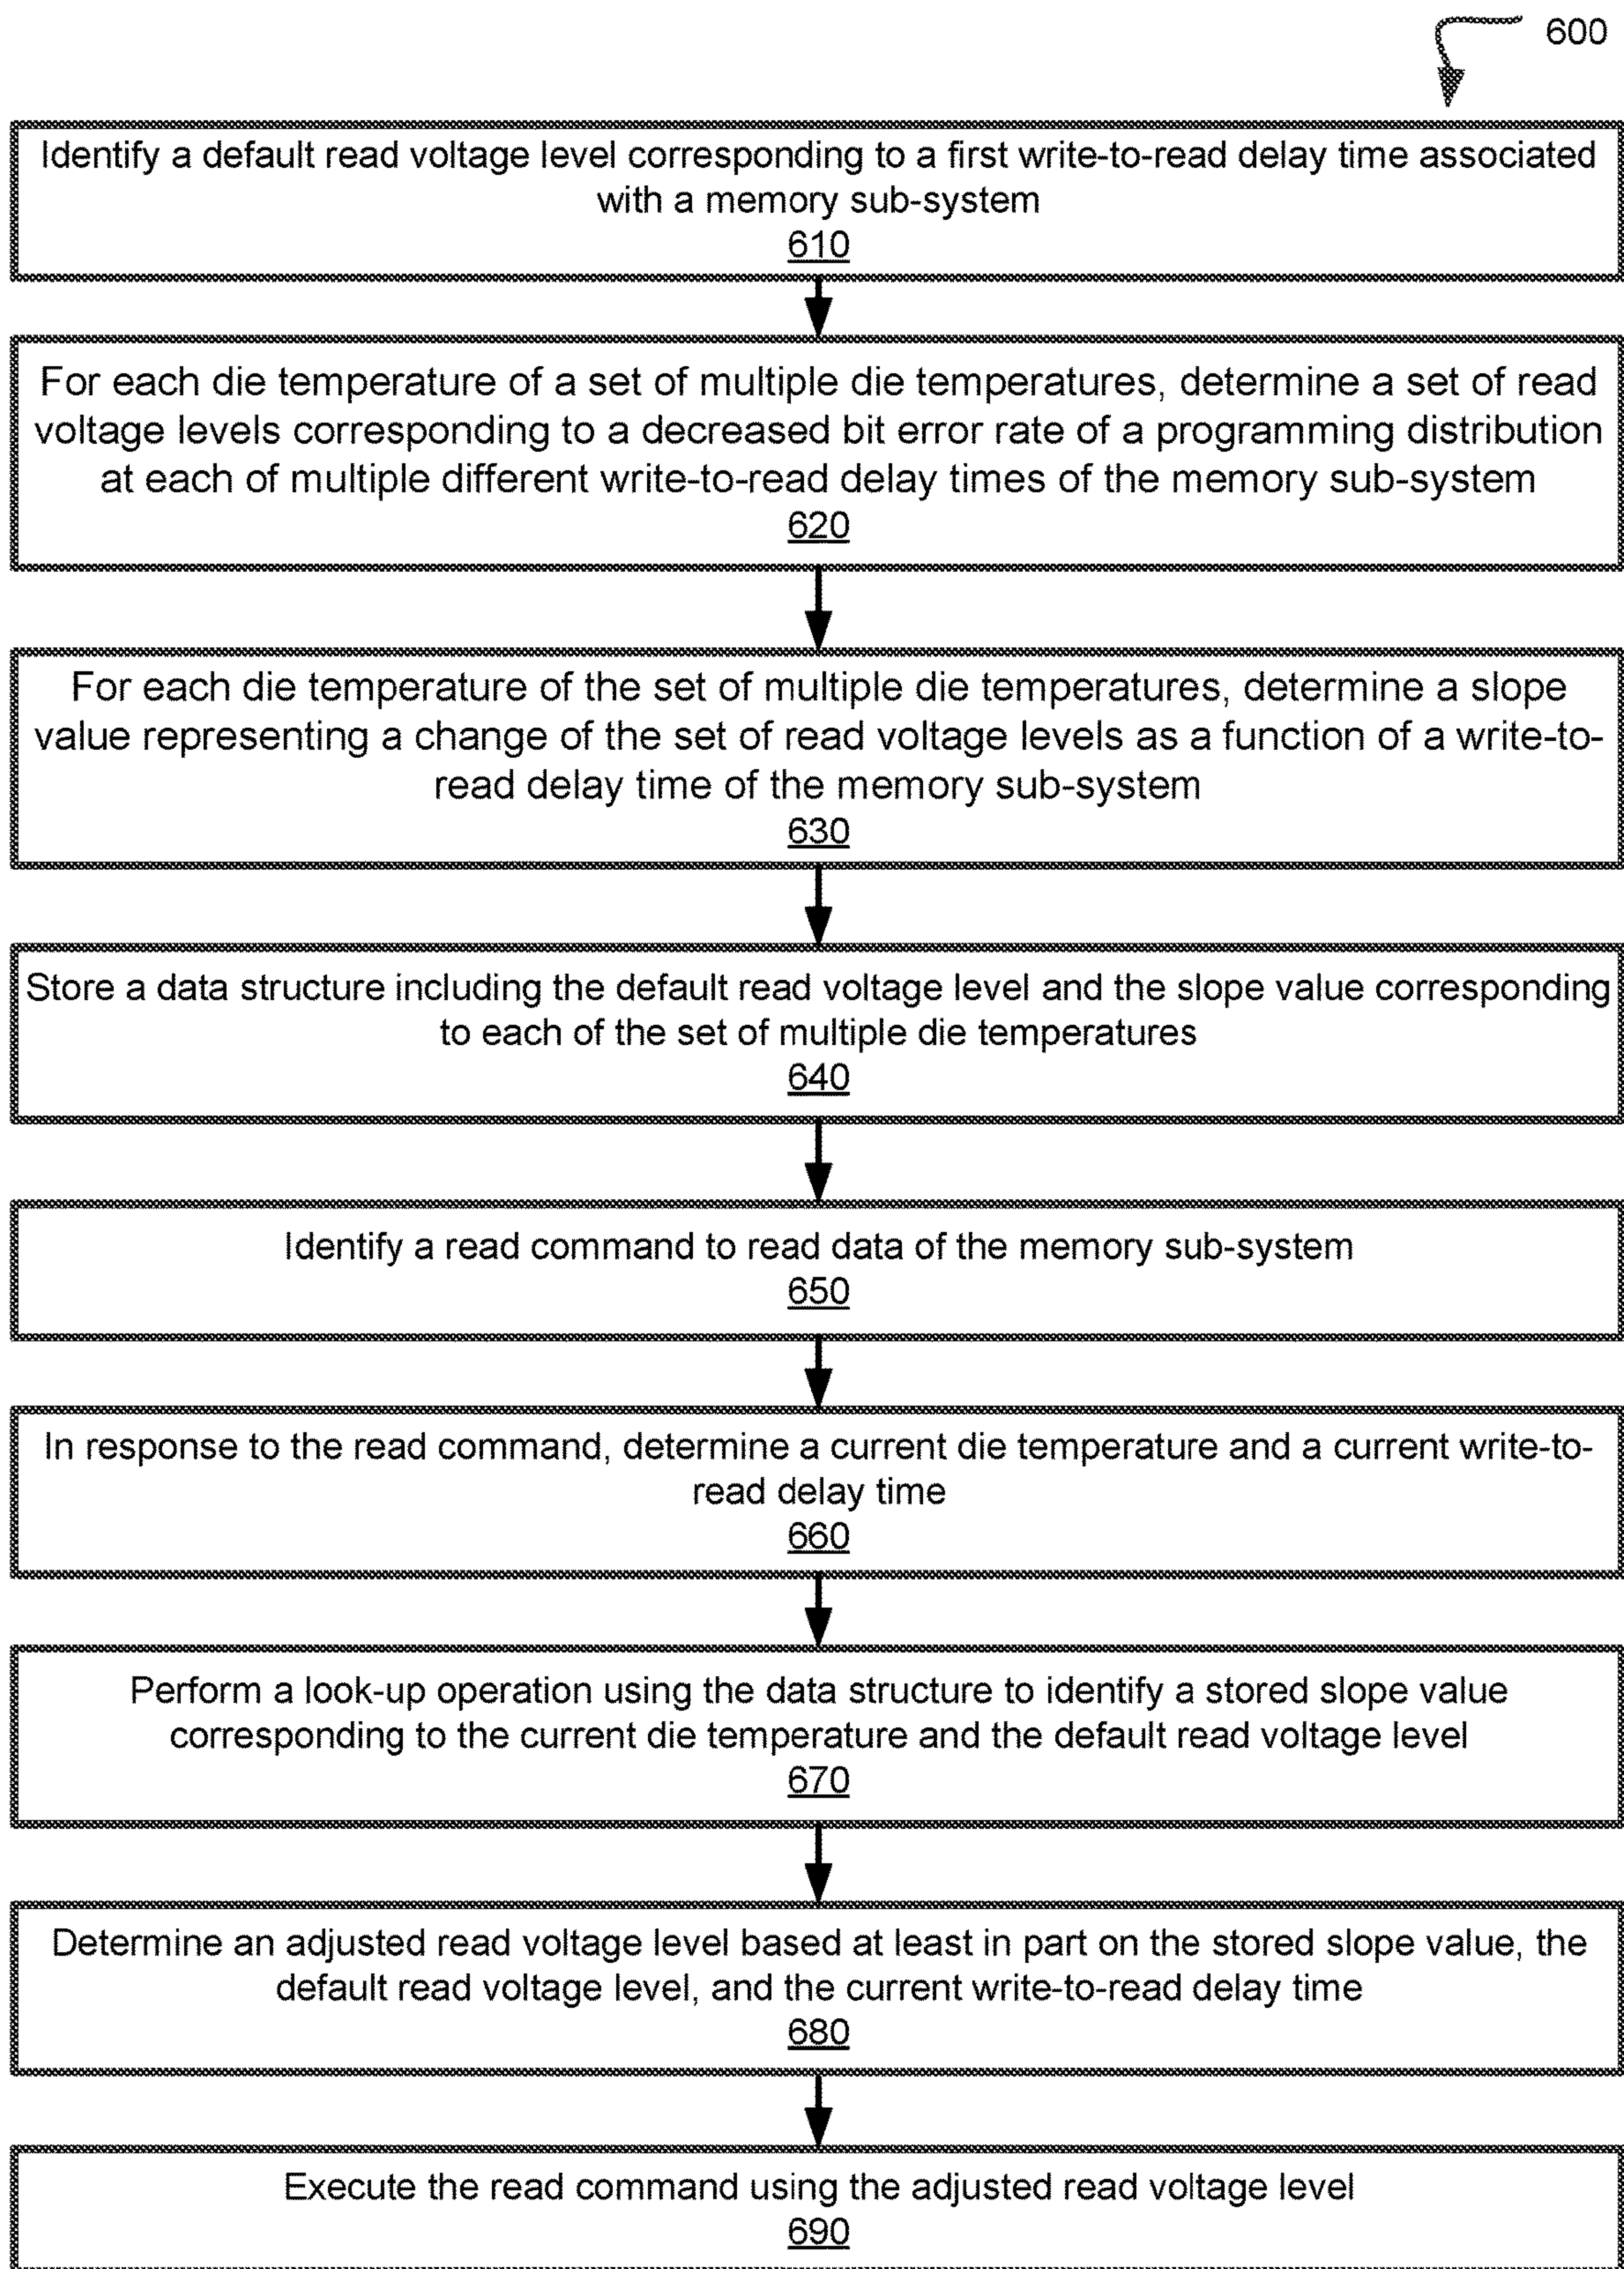 600
Identify a default read voltage level corresponding to a first write-to-read delay time associated
with a memory sub-system
610
For each die temperature of a set of multiple die temperatures, determine a set of read
voltage levels corresponding to a decreased bit error rate of a programming distribution
at each of multiple different write-to-read delay times of the memory sub-system
620
For each die temperature of the set of multiple die temperatures, determine a slope
value representing a change of the set of read voltage levels as a function of a write-to-
read delay time of the memory sub-system
630
Store a data structure including the default read voltage level and the slope value corresponding
to each of the set of multiple die temperatures
640
Identify a read command to read data of the memory sub-system
650
In response to the read command, determine a current die temperature and a current write-to-
read delay time
660
Perform a look-up operation using the data structure to identify a stored slope value
corresponding to the current die temperature and the default read voltage level
670
Determine an adjusted read voltage level based at least in part on the stored slope value, the
default read voltage level, and the current write-to-read delay time
680
Execute the read command using the adjusted read voltage level
690